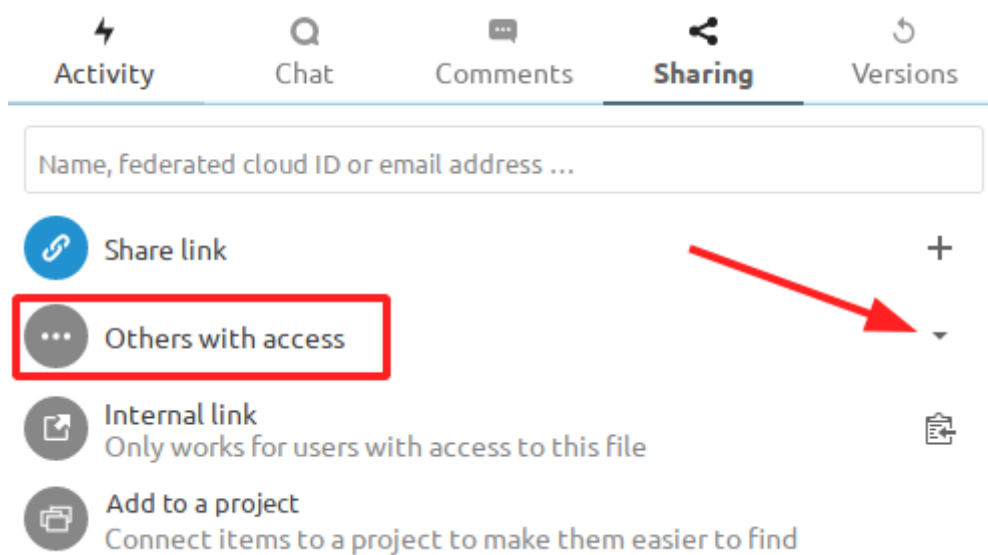 Activity Chat Comments Sharing Versions
Name, federated cloud ID or email address ...
Share link
Others with access
Internal link
Only works for users with access to this file
Add to a project
Connect items to a project to make them easier to find